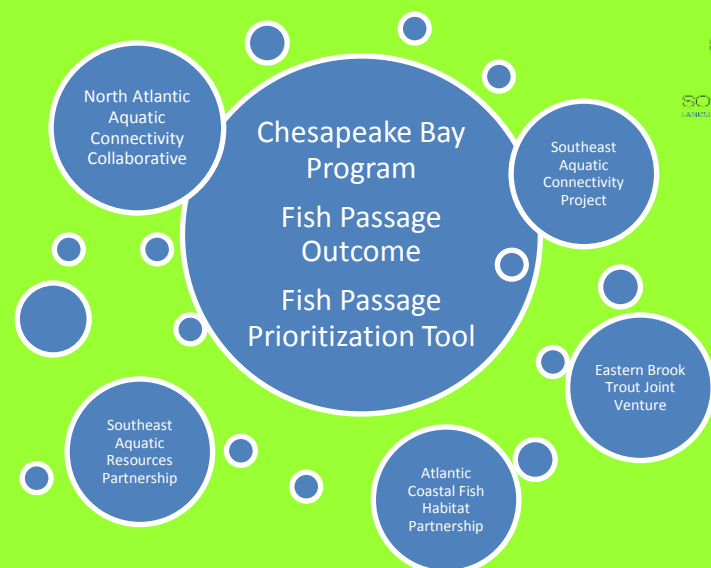 North Atlantic
Aquatic
Connectivity
Collaborative
Chesapeake Bay
Program
Fish Passage
Outcome
Fish Passage
Prioritization Tool
Southeast
Aquatic
Connectivity
Project
Eastern Brook
Trout Joint
Venture
Southeast
Aquatic
Resources
Partnership
Atlantic
Coastal Fish
Habitat
Partnership